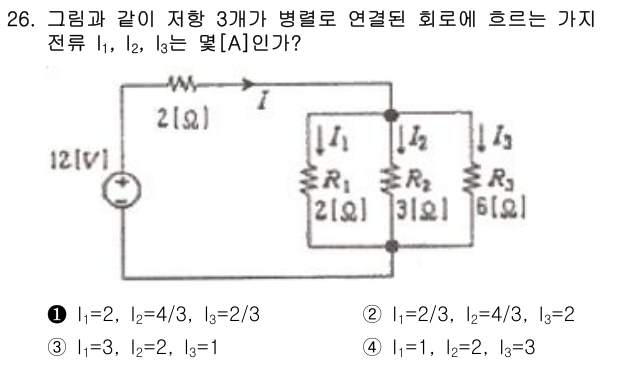 26. 그림과 같이 저항 3개가 병렬로 연결된 회로에 흐르는 가지
전류 I₁, I₂, I₃는 몇[A]인가?
2[Ω]
I
12[V]
I₁ I₂ I₃
R₁ R₂ R₃
2[Ω] 3[Ω] 6[Ω]
❶ I₁=2, I₂=4/3, I₃=2/3 ② I₁=2/3, I₂=4/3, I₃=2
③ I₁=3, I₂=2, I₃=1 ④ I₁=1, I₂=2, I₃=3